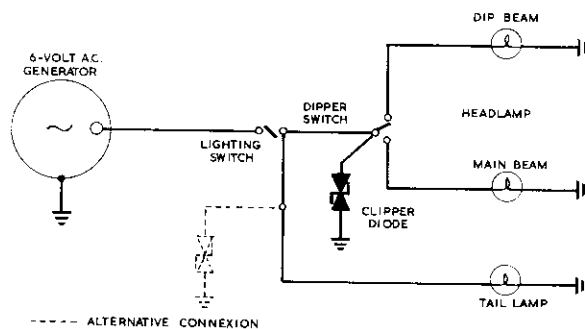 6-VOLT A.C.
GENERATOR
DIP BEAM
DIPPER
SWITCH
HEADLAMP
LIGHTING
SWITCH
MAIN BEAM
CLIPPER
DIODE
TAIL LAMP
ALTERNATIVE CONNEXION